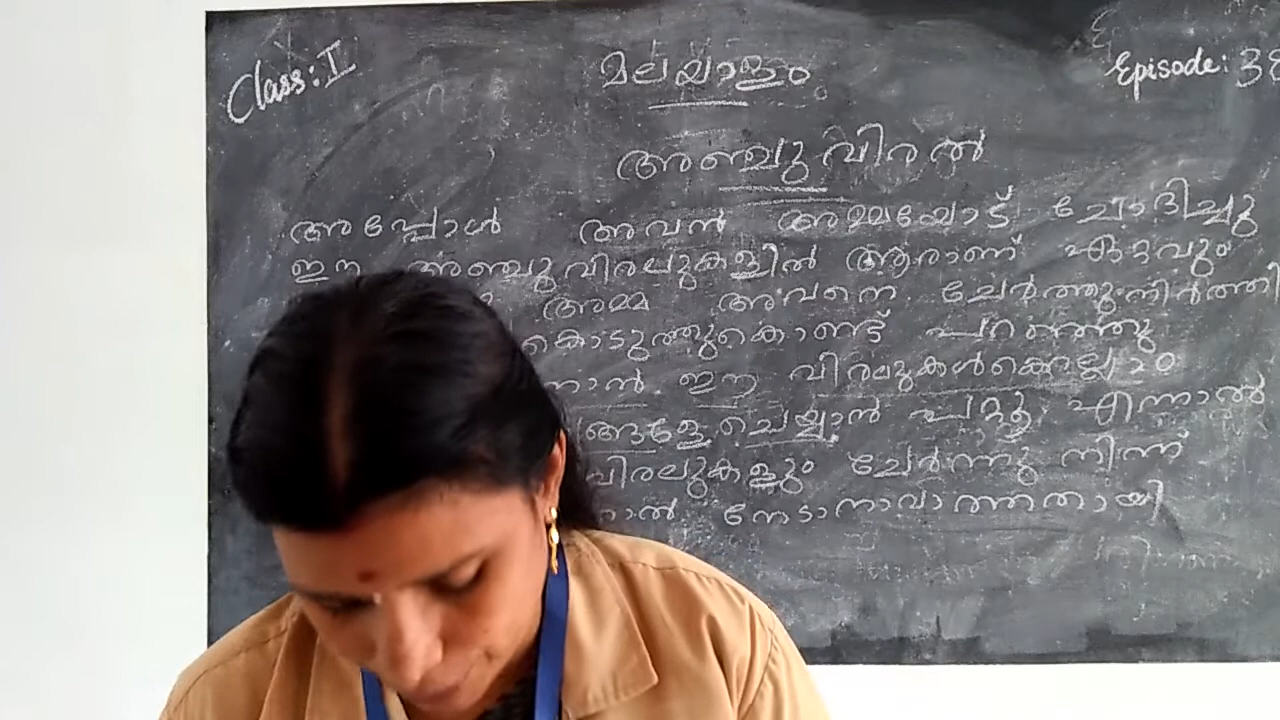 Class: I
മലയാളം
Episode: 38
അഞ്ചുവിരൽ
അപ്പോൾ അവൻ അമ്മയോട് ചോദിച്ചു
ഈ അഞ്ചുവിരലുകളിൽ ആരാണ് ഏറ്റവും
അമ്മ അവനെ ചേർത്തുനിർത്തി
കൊടുത്തുകൊണ്ട് പറഞ്ഞു
ഈ വിരലുകൾക്കെല്ലാം
ചെയ്യാൻ പറ്റൂ എന്നാൽ
വിരലുകളും ചേർന്നു നിന്ന്
നേടാനാവാത്തതായി